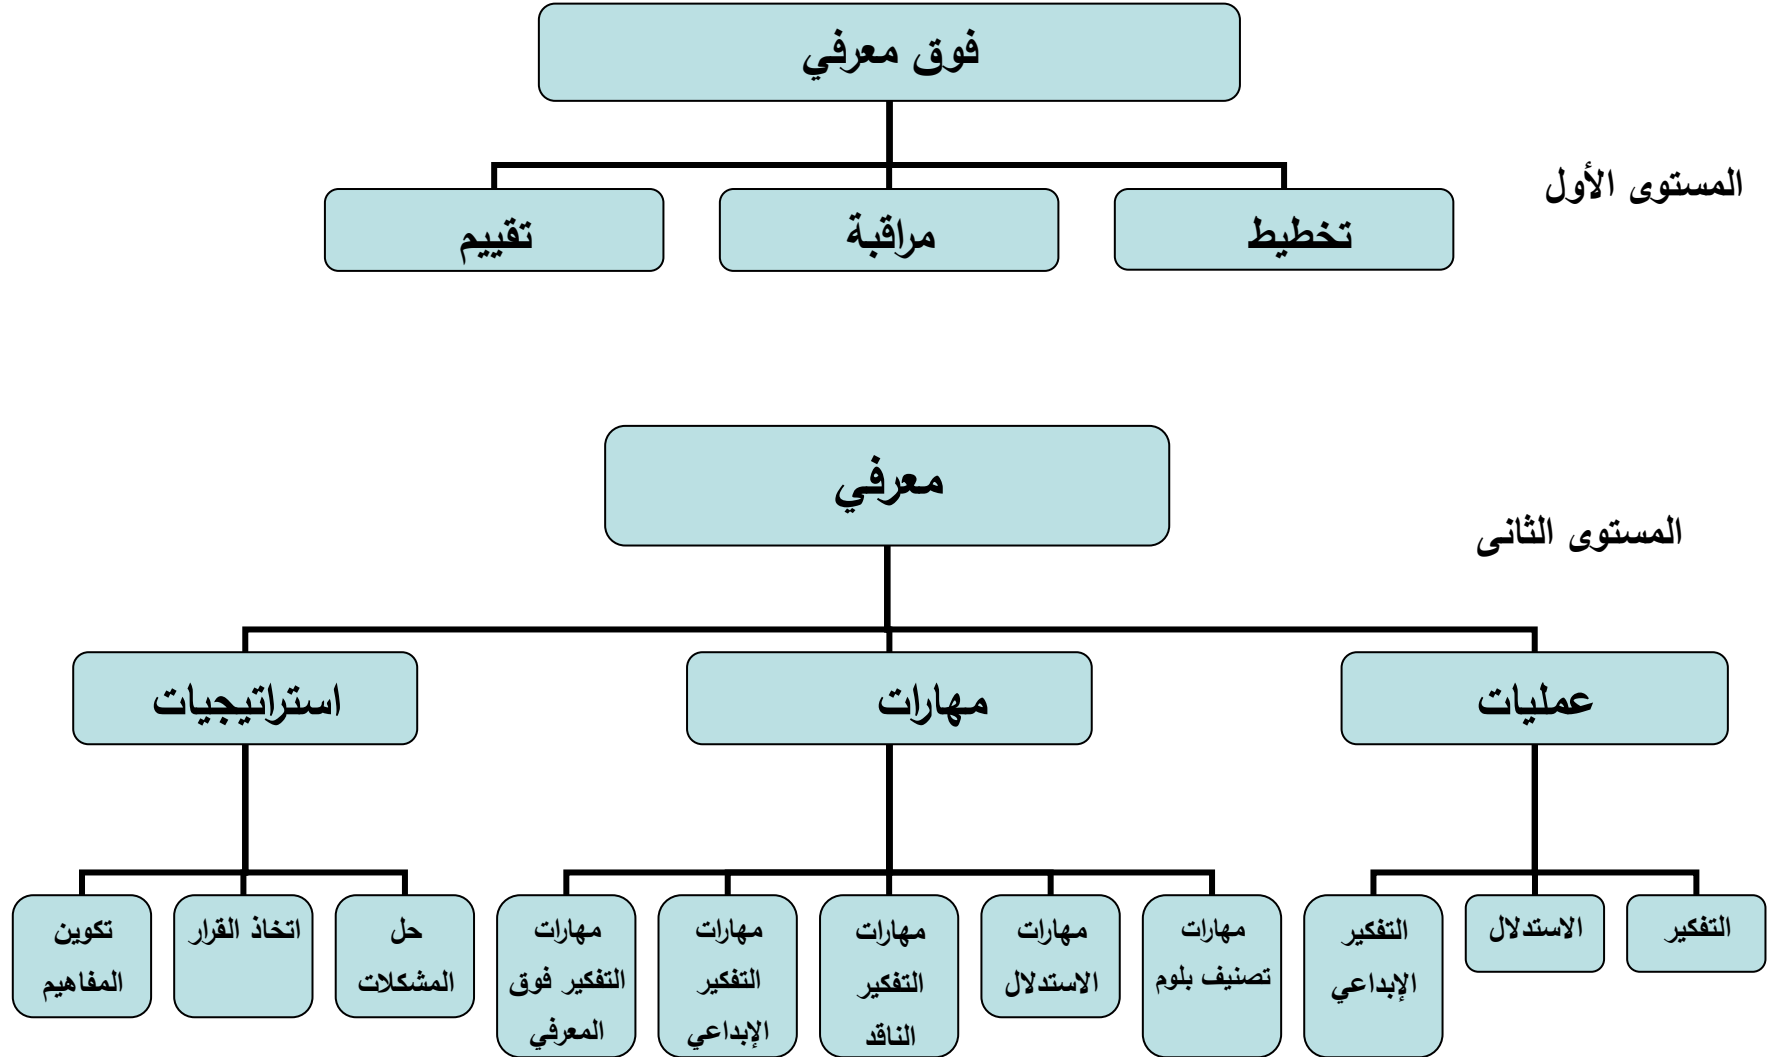 فوق معرفي
المستوى الأول
تخطيط
مراقبة
تقييم
معرفي
المستوى الثانى
عمليات
مهارات
استراتيجيات
التفكير
الاستدلال
التفكير
الإبداعي
مهارات
تصنيف بلوم
مهارات
الاستدلال
مهارات
التفكير
الناقد
مهارات
التفكير
الإبداعي
مهارات
التفكير فوق
المعرفي
حل
المشكلات
اتخاذ القرار
تكوين
المفاهيم